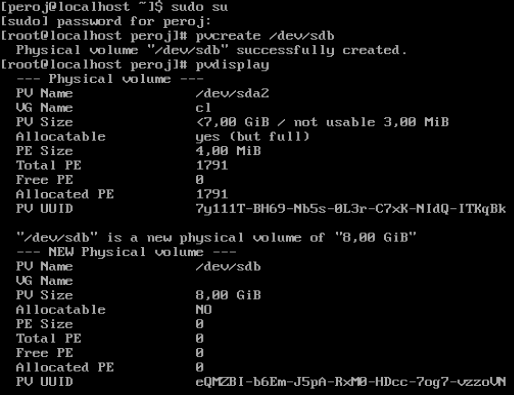 [peroj@localhost ~]$ sudo su
[sudo] password for peroj:
[root@localhost peroj]# pvcreate /dev/sdb
  Physical volume "/dev/sdb" successfully created.
[root@localhost peroj]# pvdisplay
  --- Physical volume ---
  PV Name               /dev/sda2
  VG Name               cl
  PV Size               <7,00 GiB / not usable 3,00 MiB
  Allocatable           yes (but full)
  PE Size               4,00 MiB
  Total PE              1791
  Free PE               0
  Allocated PE          1791
  PV UUID               7y111T-BH69-Nb5s-0L3r-C7xK-NIdQ-ITKqBk

  "/dev/sdb" is a new physical volume of "8,00 GiB"
  --- NEW Physical volume ---
  PV Name               /dev/sdb
  VG Name
  PV Size               8,00 GiB
  Allocatable           NO
  PE Size               0
  Total PE              0
  Free PE               0
  Allocated PE          0
  PV UUID               eQMZBI-b6Em-J5pA-RxM0-HDcc-7og7-vzzoVN